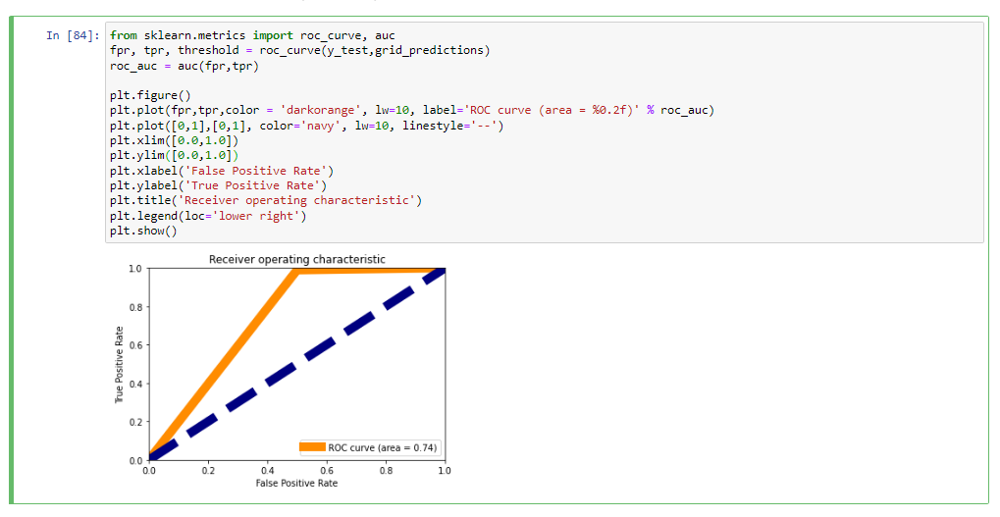 In [84]:
from sklearn.metrics import roc_curve, auc
fpr, tpr, threshold = roc_curve(y_test,grid_predictions)
roc_auc = auc(fpr,tpr)
plt.figure()
plt.plot(fpr,tpr,color = 'darkorange', lw=10, label='ROC curve (area = %0.2f)' % roc_auc)
plt.plot([0,1],[0,1], color='navy', lw=10, linestyle='--')
plt.xlim([0.0,1.0])
plt.ylim([0.0,1.0])
plt.xlabel('False Positive Rate')
plt.ylabel('True Positive Rate')
plt.title('Receiver operating characteristic')
plt.legend(loc='lower right')
plt.show()
Receiver operating characteristic
1.0
0.8
0.6
0.4
0.2
0.0
True Positive Rate
ROC curve (area = 0.74)
0.0 0.2 0.4 0.6 0.8 1.0
False Positive Rate